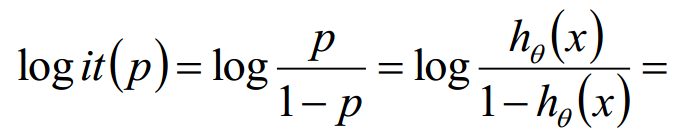 log it(p) = log p / (1 − p) = log h_θ(x) / (1 − h_θ(x)) =